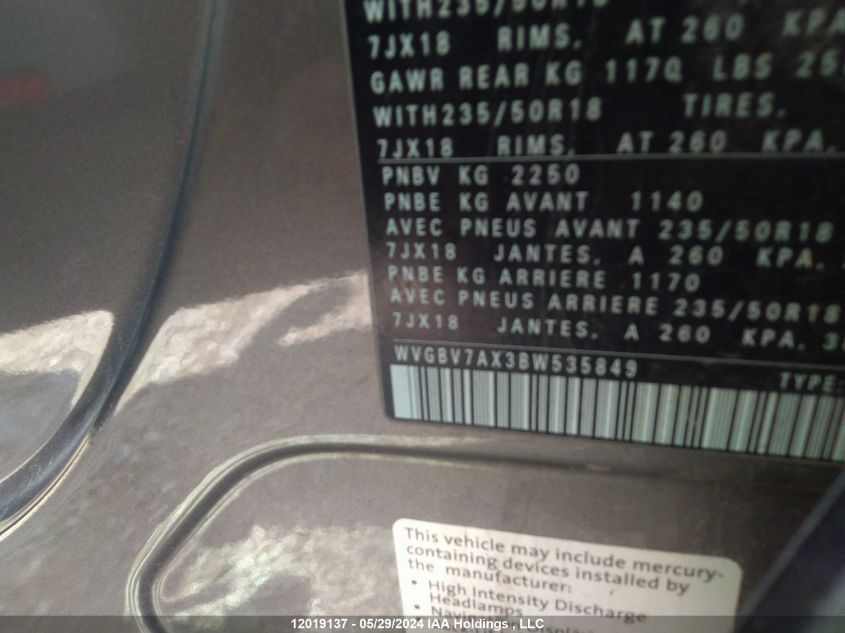 WITH235/50R18
7JX18 RIMS. AT 260 KPA
GAWR REAR KG 1170 LBS
WITH235/50R18 TIRES.
7JX18 RIMS. AT 260 KPA.
PNBV KG 2250
PNBE KG AVANT 1140
AVEC PNEUS AVANT 235/50R18
7JX18 JANTES. A 260 KPA.
PNBE KG ARRIERE 1170
AVEC PNEUS ARRIERE 235/50R18
7JX18 JANTES. A 260 KPA.
WVGBV7AX3BW535849
TYPE:
This vehicle may include mercury-
containing devices installed by
the manufacturer:
• High Intensity Discharge
Headlamps
12019137 - 05/29/2024 IAA Holdings , LLC